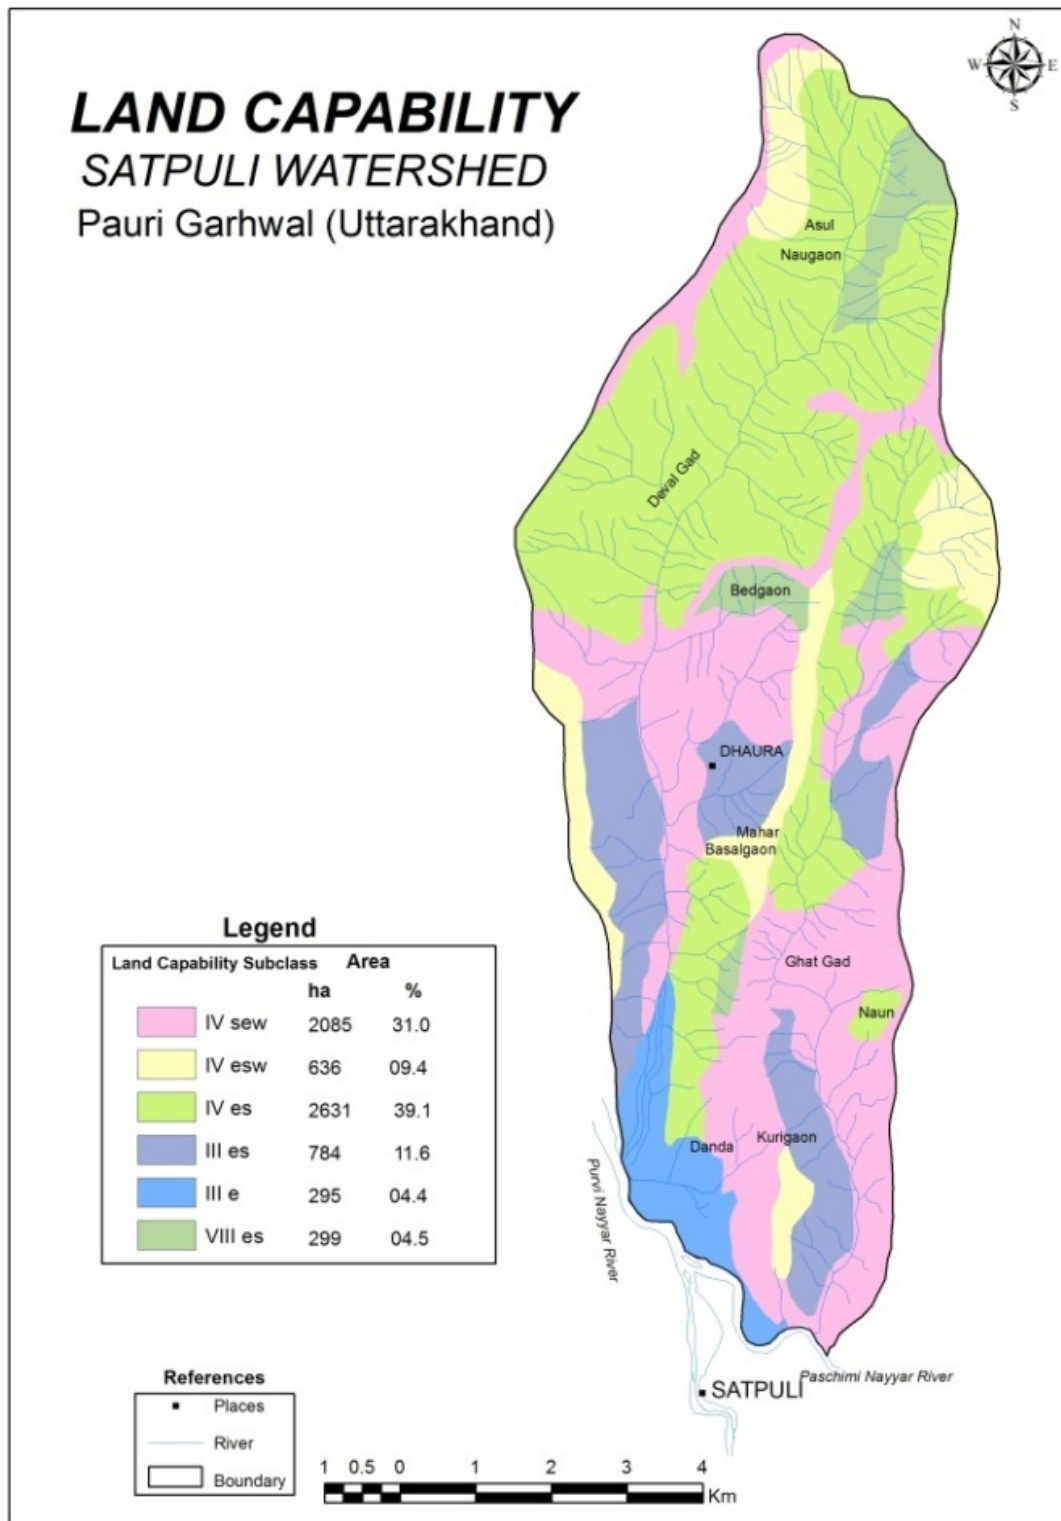 N
W E
S
LAND CAPABILITY
SATPULI WATERSHED
Pauri Garhwal (Uttarakhand)
Asul
Naugaon
Deval Gad
Bedgaon
DHAURA
Mahar
Basalgaon
Ghat Gad
Naun
Danda
Kurigaon
Purvi Nayyar River
Paschimi Nayyar River
SATPULI
Legend
Land Capability Subclass Area
ha %
IV sew 2085 31.0
IV esw 636 09.4
IV es 2631 39.1
III es 784 11.6
III e 295 04.4
VIII es 299 04.5
References
Places
River
Boundary
1 0.5 0 1 2 3 4
Km